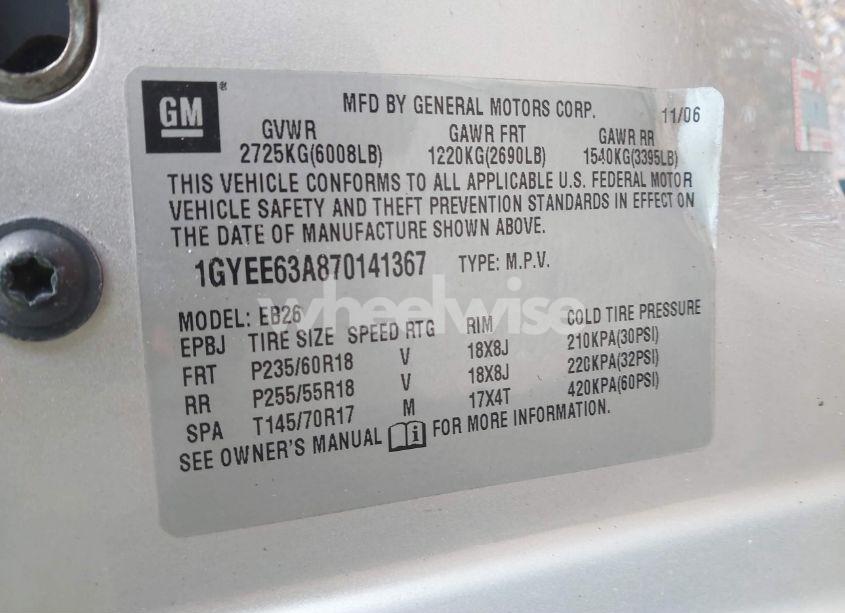 GM ®
MFD BY GENERAL MOTORS CORP. 11/06
GVWR GAWR FRT GAWR RR
2725KG(6008LB) 1220KG(2690LB) 1540KG(3395LB)
THIS VEHICLE CONFORMS TO ALL APPLICABLE U.S. FEDERAL MOTOR
VEHICLE SAFETY AND THEFT PREVENTION STANDARDS IN EFFECT ON
THE DATE OF MANUFACTURE SHOWN ABOVE.
1GYEE63A870141367 TYPE: M.P.V.
wheelwise
MODEL: EB26
EPBJ TIRE SIZE SPEED RTG RIM COLD TIRE PRESSURE
FRT P235/60R18 V 18X8J 210KPA(30PSI)
RR P255/55R18 V 18X8J 220KPA(32PSI)
SPA T145/70R17 M 17X4T 420KPA(60PSI)
SEE OWNER'S MANUAL i FOR MORE INFORMATION.